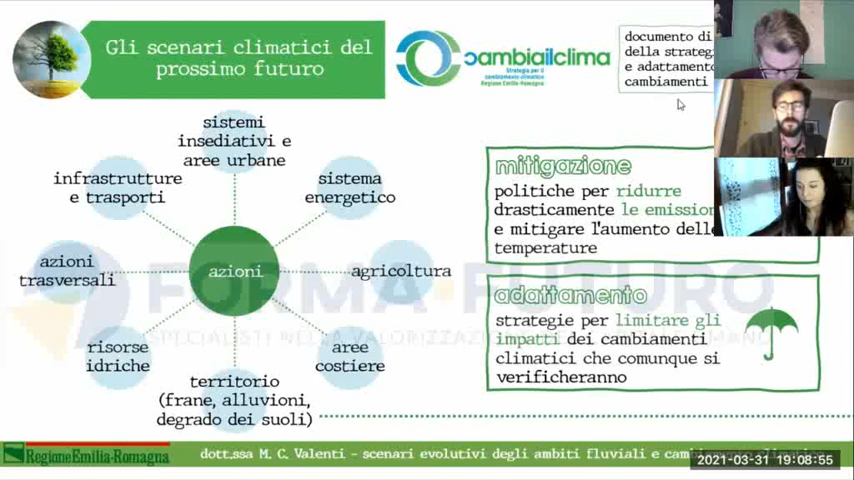 Gli scenari climatici del
prossimo futuro
cambiailclima
Strategia per il
cambiamento climatico
Regione Emilia-Romagna
documento di
della strategi
e adattamento
cambiamenti
sistemi
insediativi e
aree urbane
infrastrutture
e trasporti
sistema
energetico
azioni
trasversali
azioni
agricoltura
risorse
idriche
aree
costiere
territorio
(frane, alluvioni,
degrado dei suoli)
mitigazione
politiche per ridurre
drasticamente le emission
e mitigare l'aumento delle
temperature
adattamento
strategie per limitare gli
impatti dei cambiamenti
climatici che comunque si
verificheranno
FORMA FUTURO
SPECIALISTI NELLA VALORIZZAZIONE
RegioneEmilia-Romagna
dott.ssa M. C. Valenti - scenari evolutivi degli ambiti fluviali e
2021-03-31 19:08:55